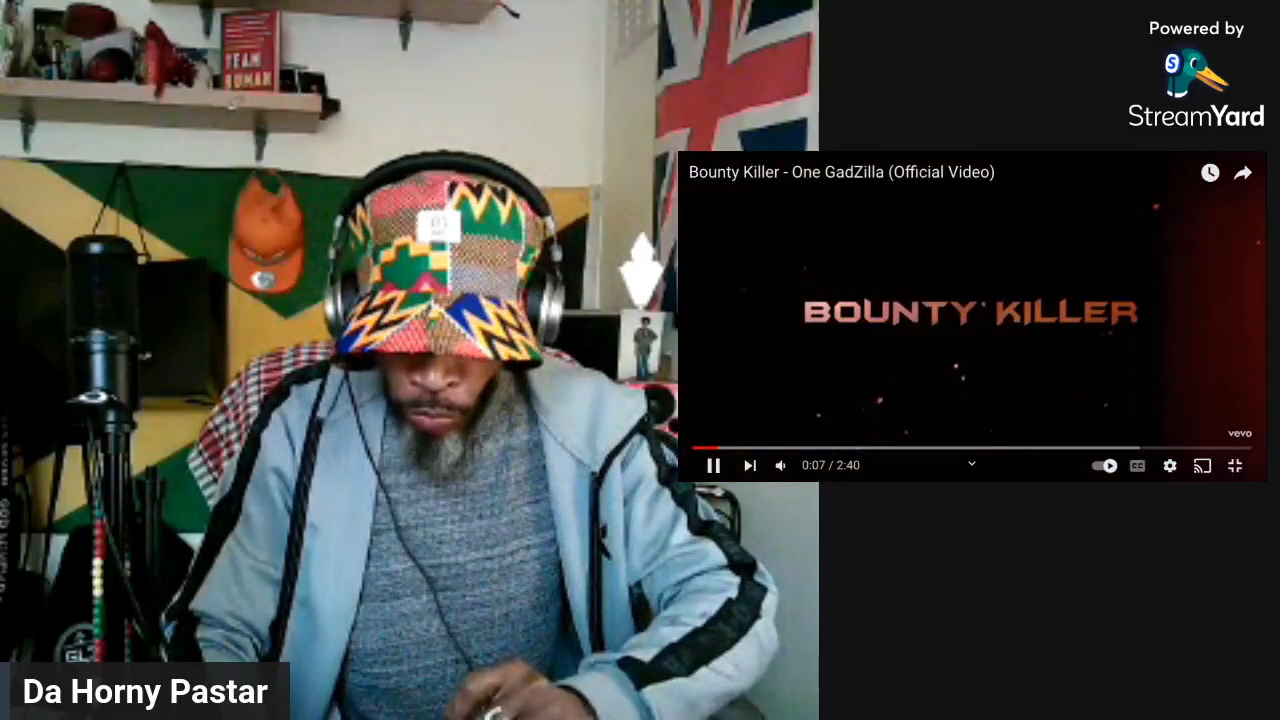 Powered by
StreamYard
TEAM
HUMAN
Bounty Killer - One GadZilla (Official Video)
BOUNTY KILLER
vevo
0:07 / 2:40
CC
Da Horny Pastar